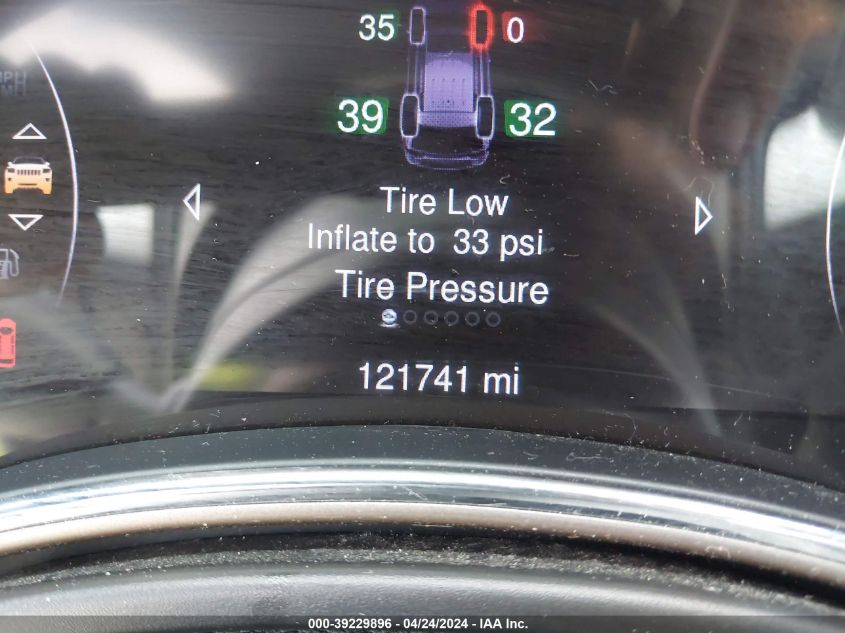 35 0
39 32
Tire Low
Inflate to 33 psi
Tire Pressure
121741 mi
000-39229896 - 04/24/2024 - IAA Inc.